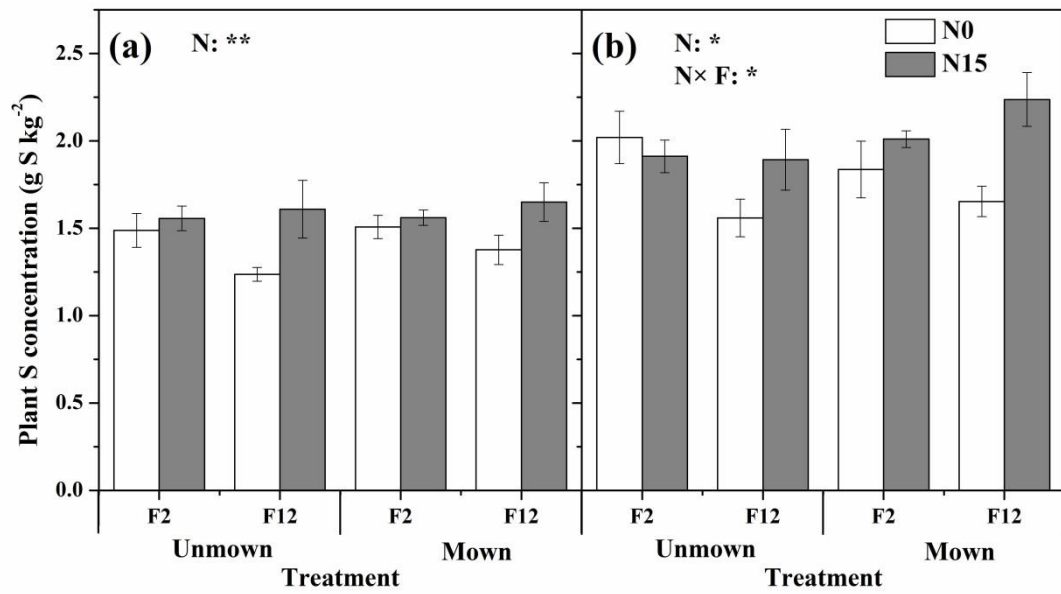 Plant S concentration (g S kg⁻²)
2.5
2.0
1.5
1.0
0.5
0.0
(a) N: **
(b) N: *
N× F: *
N0
N15
F2 F12 F2 F12
Unmown Mown
Treatment
F2 F12 F2 F12
Unmown Mown
Treatment